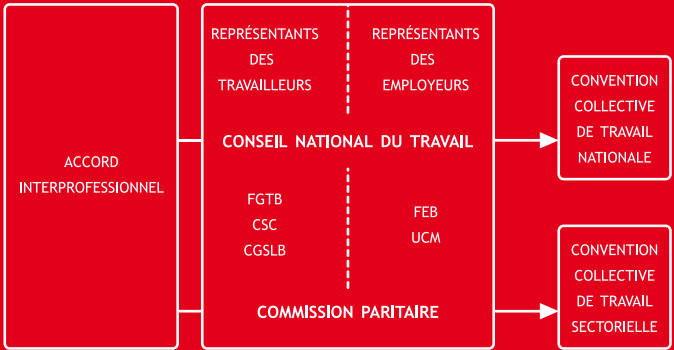 ACCORD
INTERPROFESSIONNEL
REPRÉSENTANTS
DES
TRAVAILLEURS
REPRÉSENTANTS
DES
EMPLOYEURS
CONSEIL NATIONAL DU TRAVAIL
FGTB
CSC
CGSLB
FEB
UCM
COMMISSION PARITAIRE
CONVENTION
COLLECTIVE
DE TRAVAIL
NATIONALE
CONVENTION
COLLECTIVE
DE TRAVAIL
SECTORIELLE